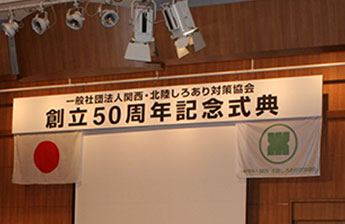 一般社団法人関西・北陸しろあり対策協会
創立50周年記念式典